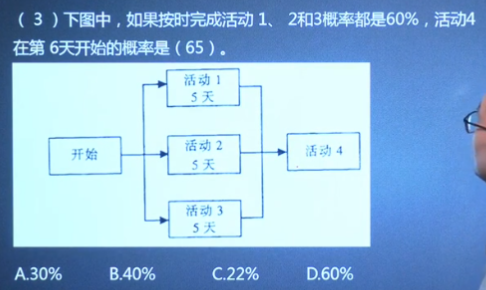 （ 3 ）下图中，如果按时完成活动 1、 2和3概率都是60%，活动4
在第 6天开始的概率是（65）。
活动 1
5 天
开始
活动 2
5 天
活动 4
活动 3
5 天
A.30% B.40% C.22% D.60%